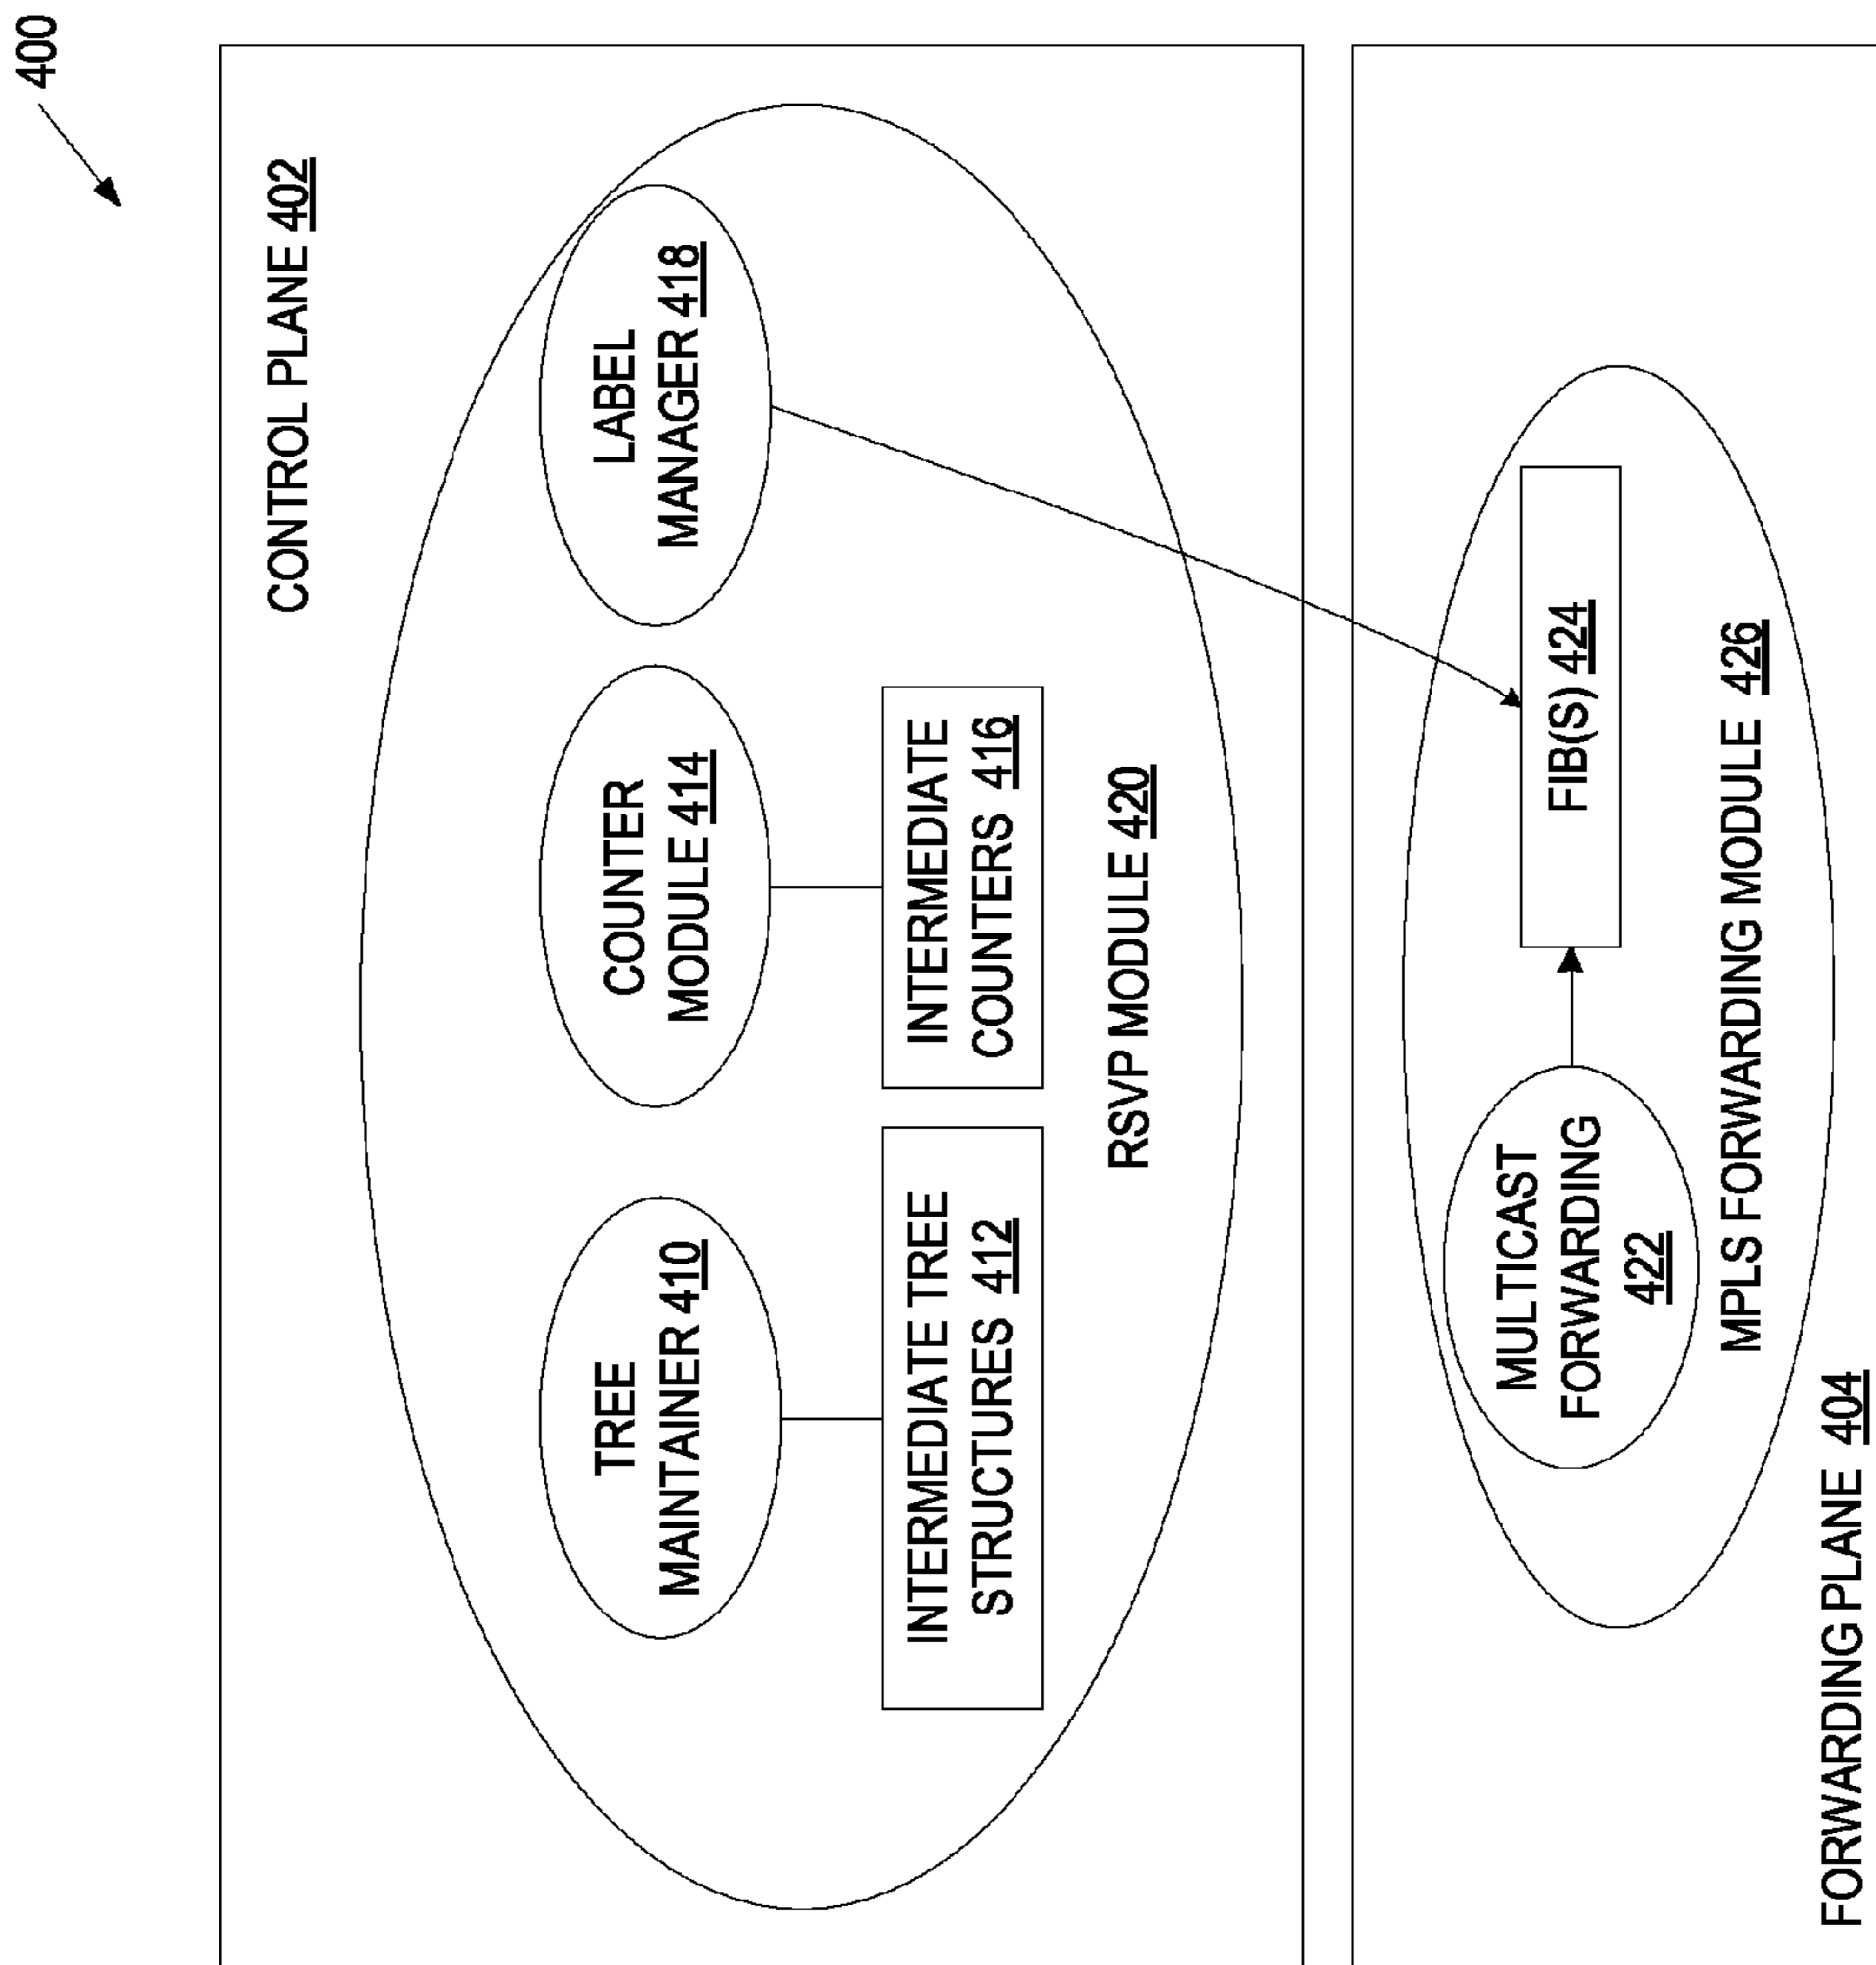 400
CONTROL PLANE 402
TREE
MAINTAINER 410
COUNTER
MODULE 414
LABEL
MANAGER 418
INTERMEDIATE TREE
STRUCTURES 412
INTERMEDIATE
COUNTERS 416
RSVP MODULE 420
MULTICAST
FORWARDING
422
FIB(S) 424
MPLS FORWARDING MODULE 426
FORWARDING PLANE 404